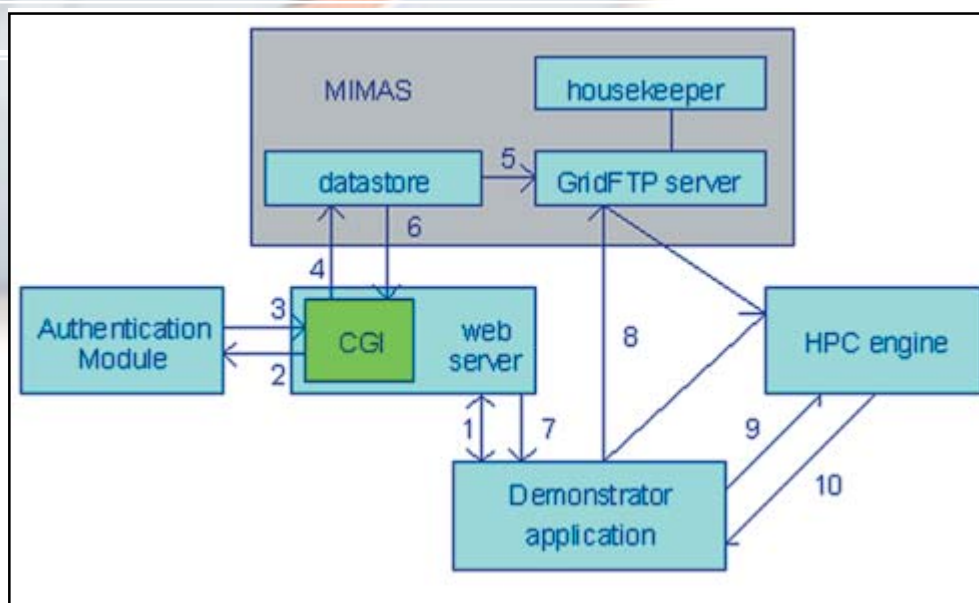 MIMAS
housekeeper
datastore
5
GridFTP server
6
4
Authentication
Module
3
2
CGI
web
server
8
HPC engine
1
7
9
10
Demonstrator
application